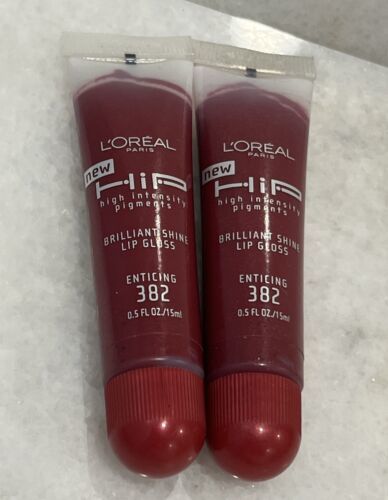 L'ORÉAL
PARIS
new
HiP
high intensity
pigments
BRILLIANT SHINE
LIP GLOSS
ENTICING
382
0.5 FL OZ./15ml
L'ORÉAL
PARIS
new
HiP
high intensity
pigments
BRILLIANT SHINE
LIP GLOSS
ENTICING
382
0.5 FL OZ./15ml